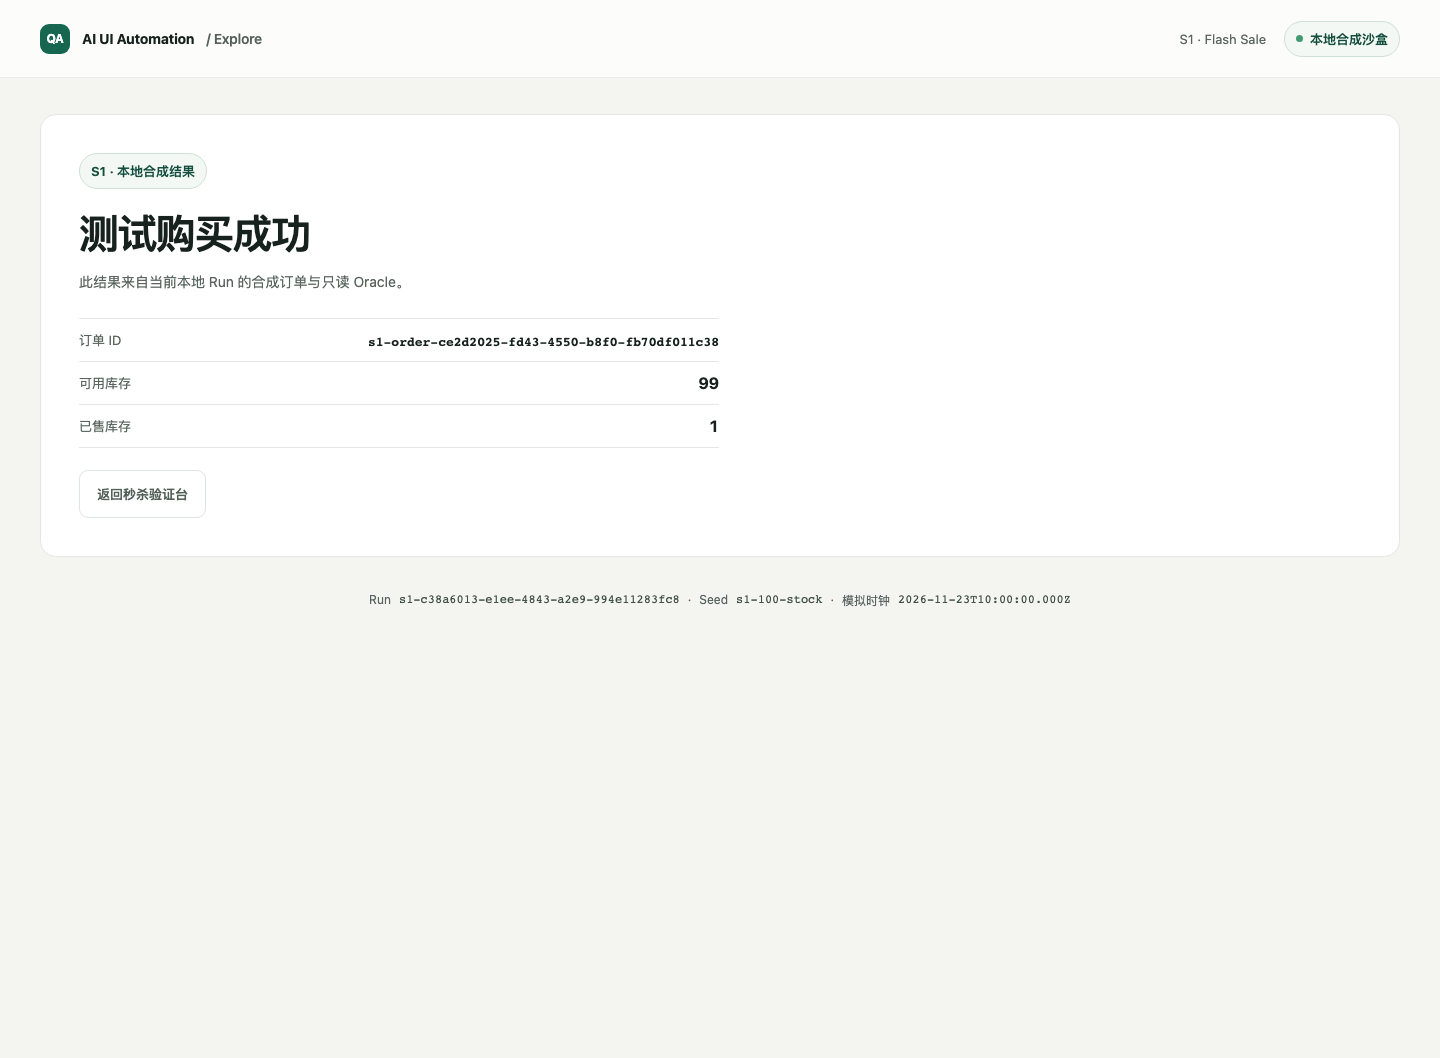 QA AI UI Automation / Explore S1 · Flash Sale 本地合成沙盒
S1 · 本地合成结果
测试购买成功
此结果来自当前本地 Run 的合成订单与只读 Oracle。
订单 ID s1-order-ce2d2025-fd43-4550-b8f0-fb70df011c38
可用库存 99
已售库存 1
返回秒杀验证台
Run s1-c38a6013-e1ee-4843-a2e9-994e11283fc8 · Seed s1-100-stock · 模拟时钟 2026-11-23T10:00:00.000Z